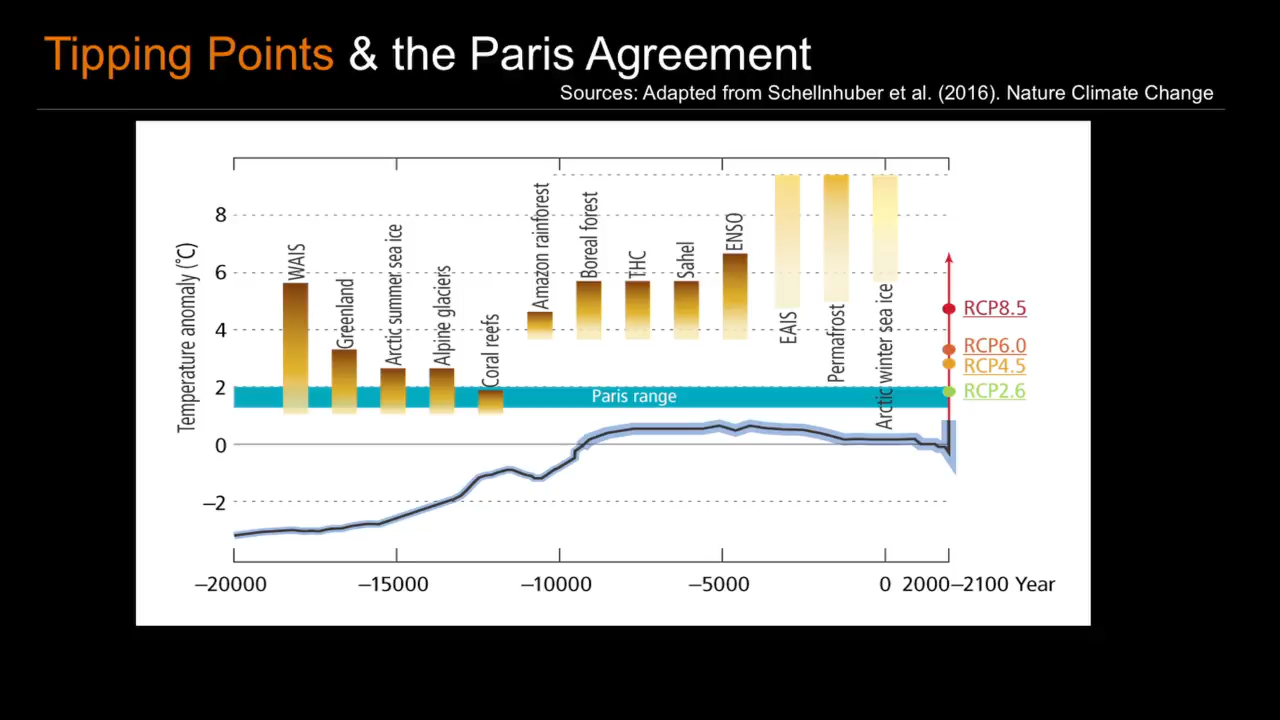 Tipping Points & the Paris Agreement
Sources: Adapted from Schellnhuber et al. (2016). Nature Climate Change
Temperature anomaly (°C)
8
6
4
2
0
−2
WAIS
Greenland
Arctic summer sea ice
Alpine glaciers
Coral reefs
Amazon rainforest
Boreal forest
THC
Sahel
ENSO
EAIS
Permafrost
Arctic winter sea ice
RCP8.5
RCP6.0
RCP4.5
RCP2.6
Paris range
−20000 −15000 −10000 −5000 0 2000−2100 Year